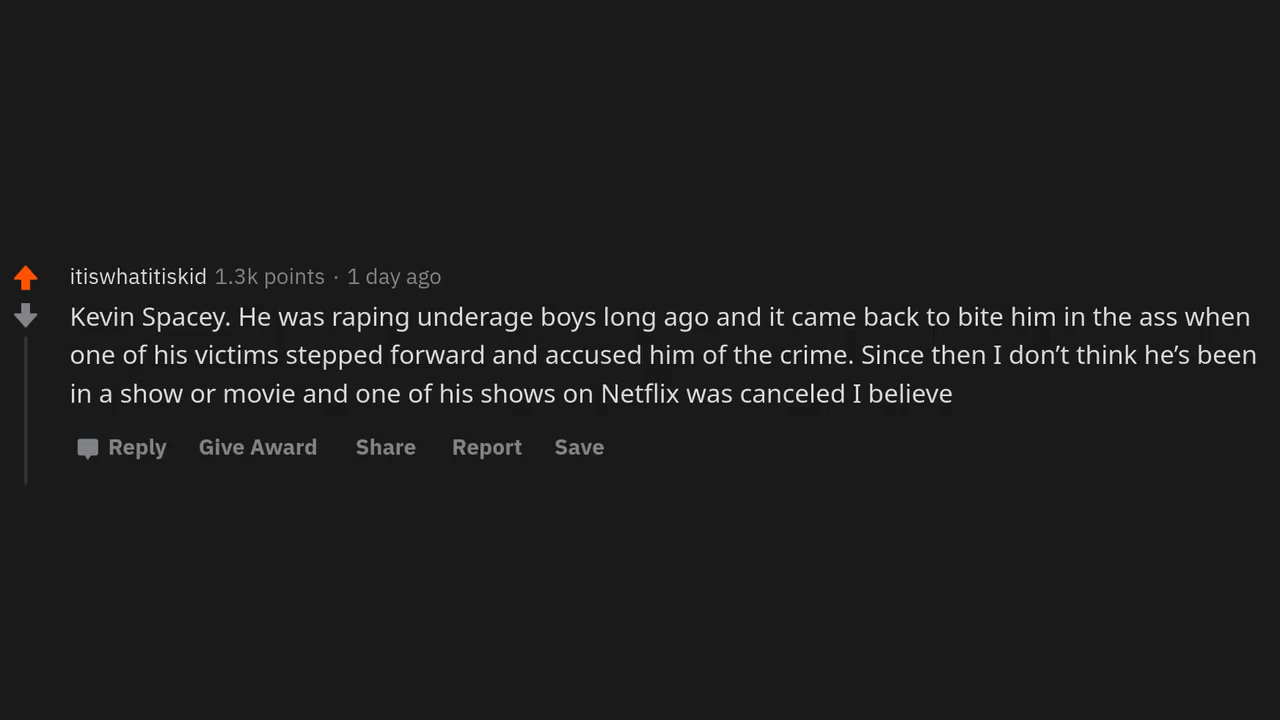 itiswhatitiskid 1.3k points · 1 day ago
Kevin Spacey. He was raping underage boys long ago and it came back to bite him in the ass when
one of his victims stepped forward and accused him of the crime. Since then I don’t think he’s been
in a show or movie and one of his shows on Netflix was canceled I believe
Reply Give Award Share Report Save